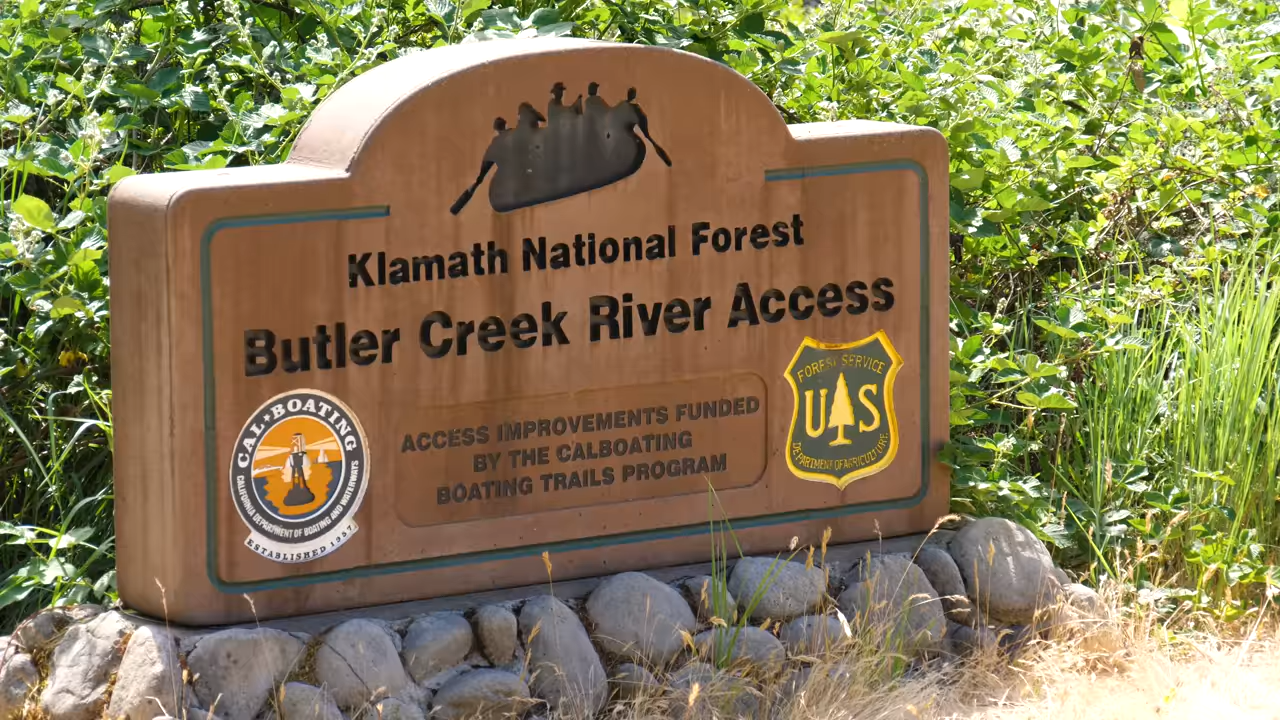 Klamath National Forest
Butler Creek River Access
ACCESS IMPROVEMENTS FUNDED
BY THE CALBOATING
BOATING TRAILS PROGRAM
CAL★BOATING
CALIFORNIA DEPARTMENT OF BOATING AND WATERWAYS
ESTABLISHED 1957
FOREST SERVICE
US
DEPARTMENT OF AGRICULTURE